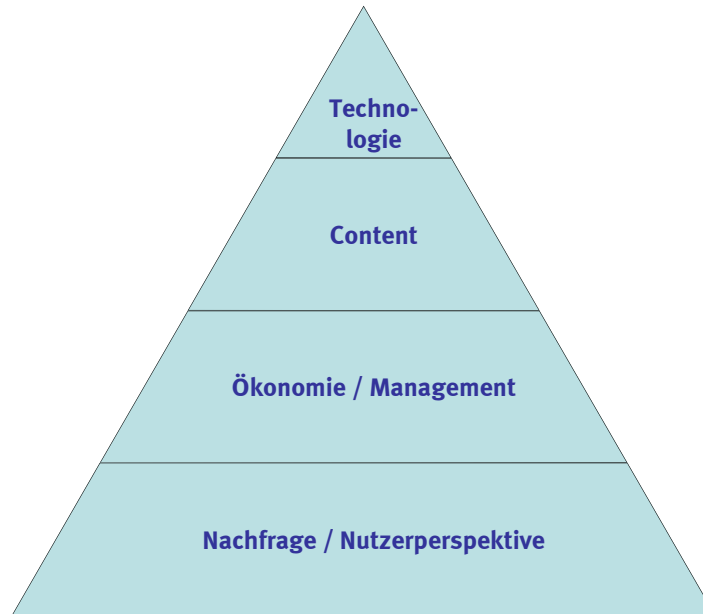 Techno-
logie
Content
Ökonomie / Management
Nachfrage / Nutzerperspektive